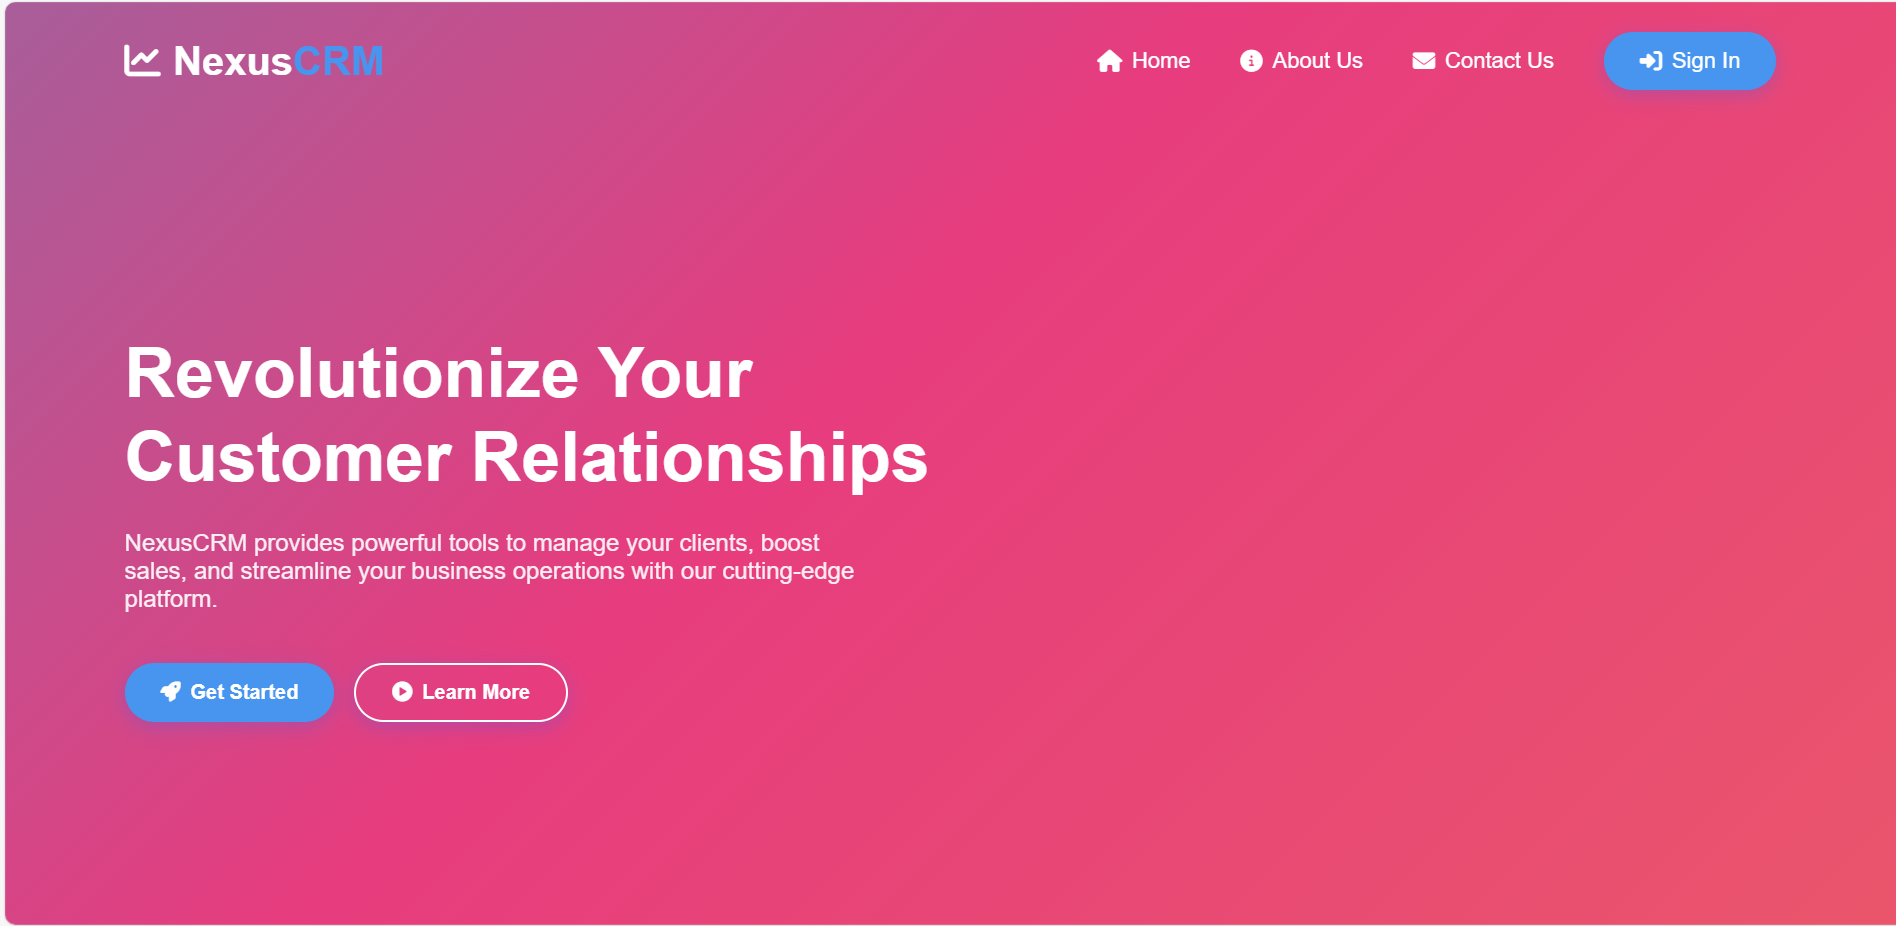 NexusCRM
Home
About Us
Contact Us
Sign In
Revolutionize Your
Customer Relationships
NexusCRM provides powerful tools to manage your clients, boost
sales, and streamline your business operations with our cutting-edge
platform.
Get Started
Learn More